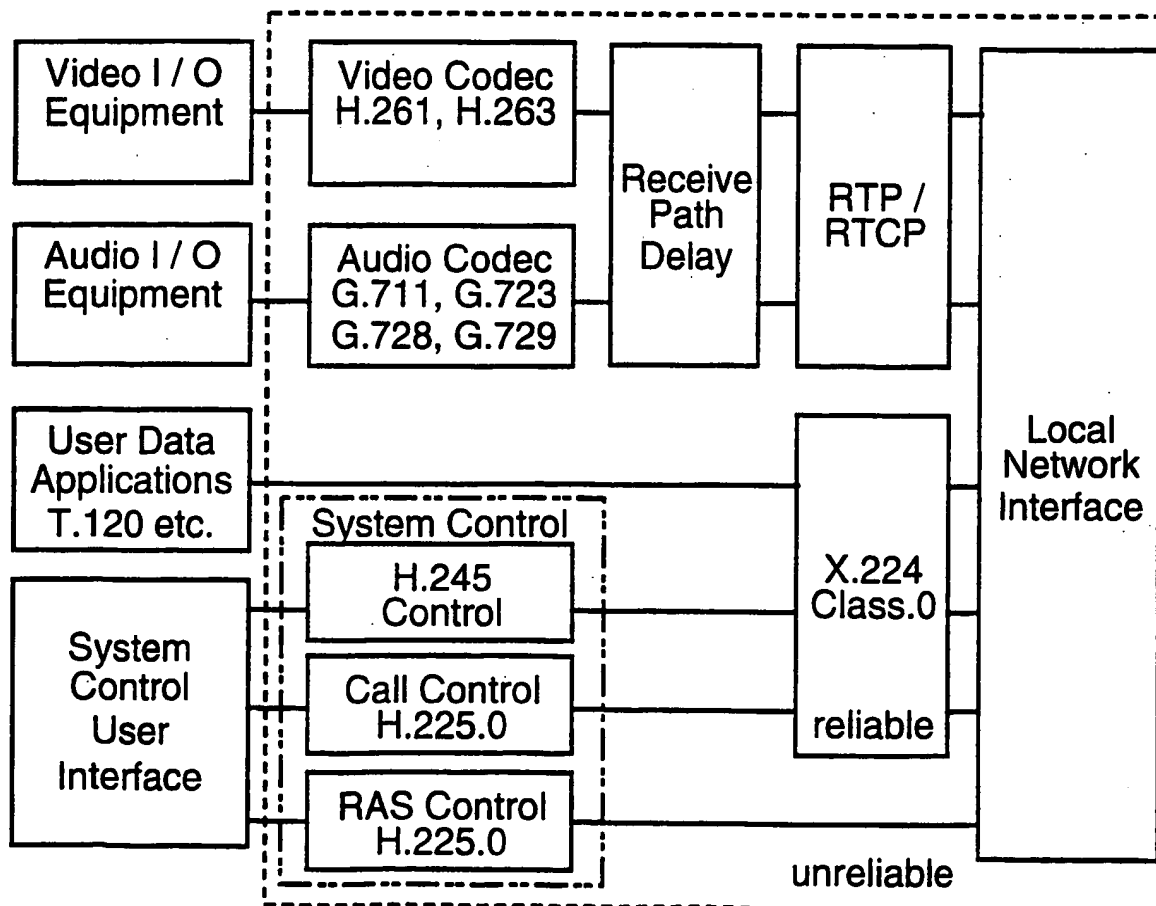 Video I / O
Equipment
Video Codec
H.261, H.263
Receive
Path
Delay
RTP /
RTCP
Audio I / O
Equipment
Audio Codec
G.711, G.723
G.728, G.729
User Data
Applications
T.120 etc.
System Control
H.245
Control
X.224
Class.0
reliable
Local
Network
Interface
System
Control
User
Interface
Call Control
H.225.0
RAS Control
H.225.0
unreliable